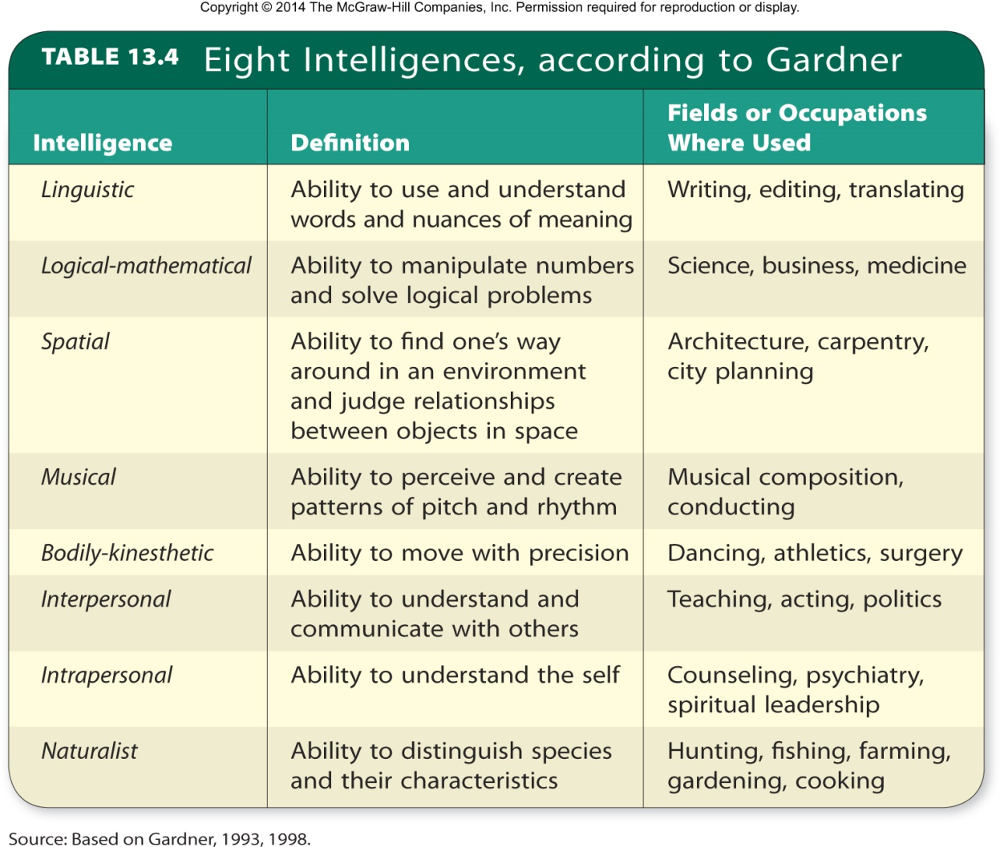 Copyright © 2014 The McGraw-Hill Companies, Inc. Permission required for reproduction or display.
TABLE 13.4 Eight Intelligences, according to Gardner
Intelligence
Definition
Fields or Occupations
Where Used
Linguistic
Ability to use and understand
words and nuances of meaning
Writing, editing, translating
Logical-mathematical
Ability to manipulate numbers
and solve logical problems
Science, business, medicine
Spatial
Ability to find one’s way
around in an environment
and judge relationships
between objects in space
Architecture, carpentry,
city planning
Musical
Ability to perceive and create
patterns of pitch and rhythm
Musical composition,
conducting
Bodily-kinesthetic
Ability to move with precision
Dancing, athletics, surgery
Interpersonal
Ability to understand and
communicate with others
Teaching, acting, politics
Intrapersonal
Ability to understand the self
Counseling, psychiatry,
spiritual leadership
Naturalist
Ability to distinguish species
and their characteristics
Hunting, fishing, farming,
gardening, cooking
Source: Based on Gardner, 1993, 1998.